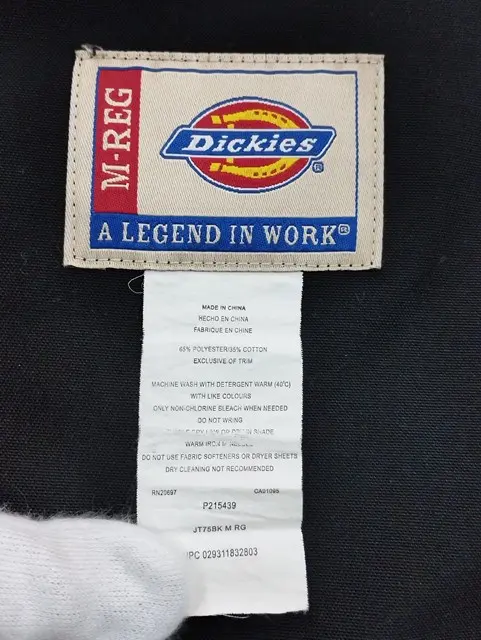 M-REG
Dickies
®
A LEGEND IN WORK®
MADE IN CHINA
HECHO EN CHINA
FABRIQUE EN CHINE
65% POLYESTER/35% COTTON
EXCLUSIVE OF TRIM
MACHINE WASH WITH DETERGENT WARM (40°C)
WITH LIKE COLOURS
ONLY NON-CHLORINE BLEACH WHEN NEEDED
DO NOT WRING
WARM IRON
DO NOT USE FABRIC SOFTENERS OR DRYER SHEETS
DRY CLEANING NOT RECOMMENDED
RN20697
P215439
JT75BK M RG
UPC 029311832803